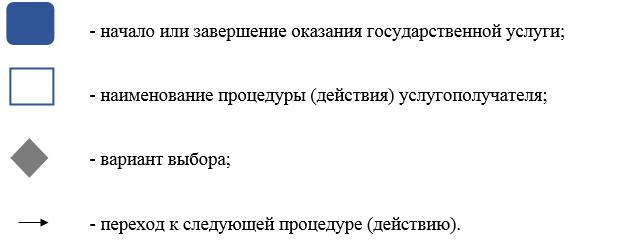 - начало или завершение оказания государственной услуги;
- наименование процедуры (действия) услугополучателя;
- вариант выбора;
- переход к следующей процедуре (действию).